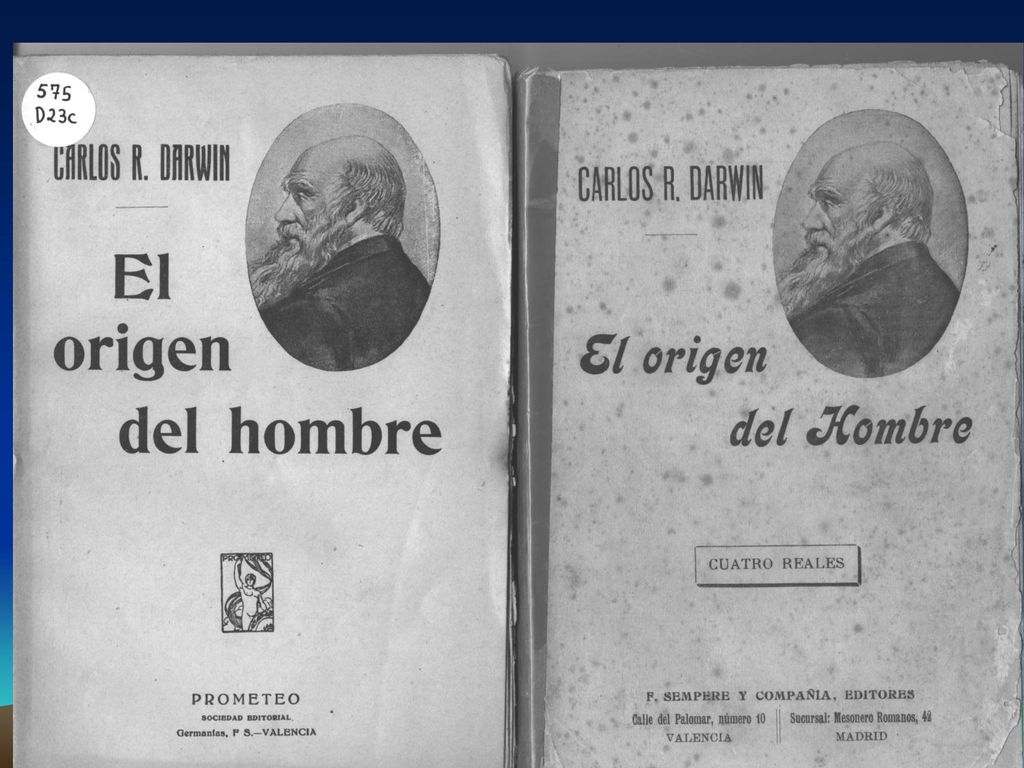 575
D23c
CARLOS R. DARWIN
El
origen
del hombre
PROMETEO
PROMETEO
SOCIEDAD EDITORIAL
Germanías, F S.—VALENCIA
CARLOS R. DARWIN
El origen
del Hombre
CUATRO REALES
F. SEMPERE Y COMPAÑIA, EDITORES
Calle del Palomar, número 10
VALENCIA
Sucursal: Mesonero Romanos, 42
MADRID